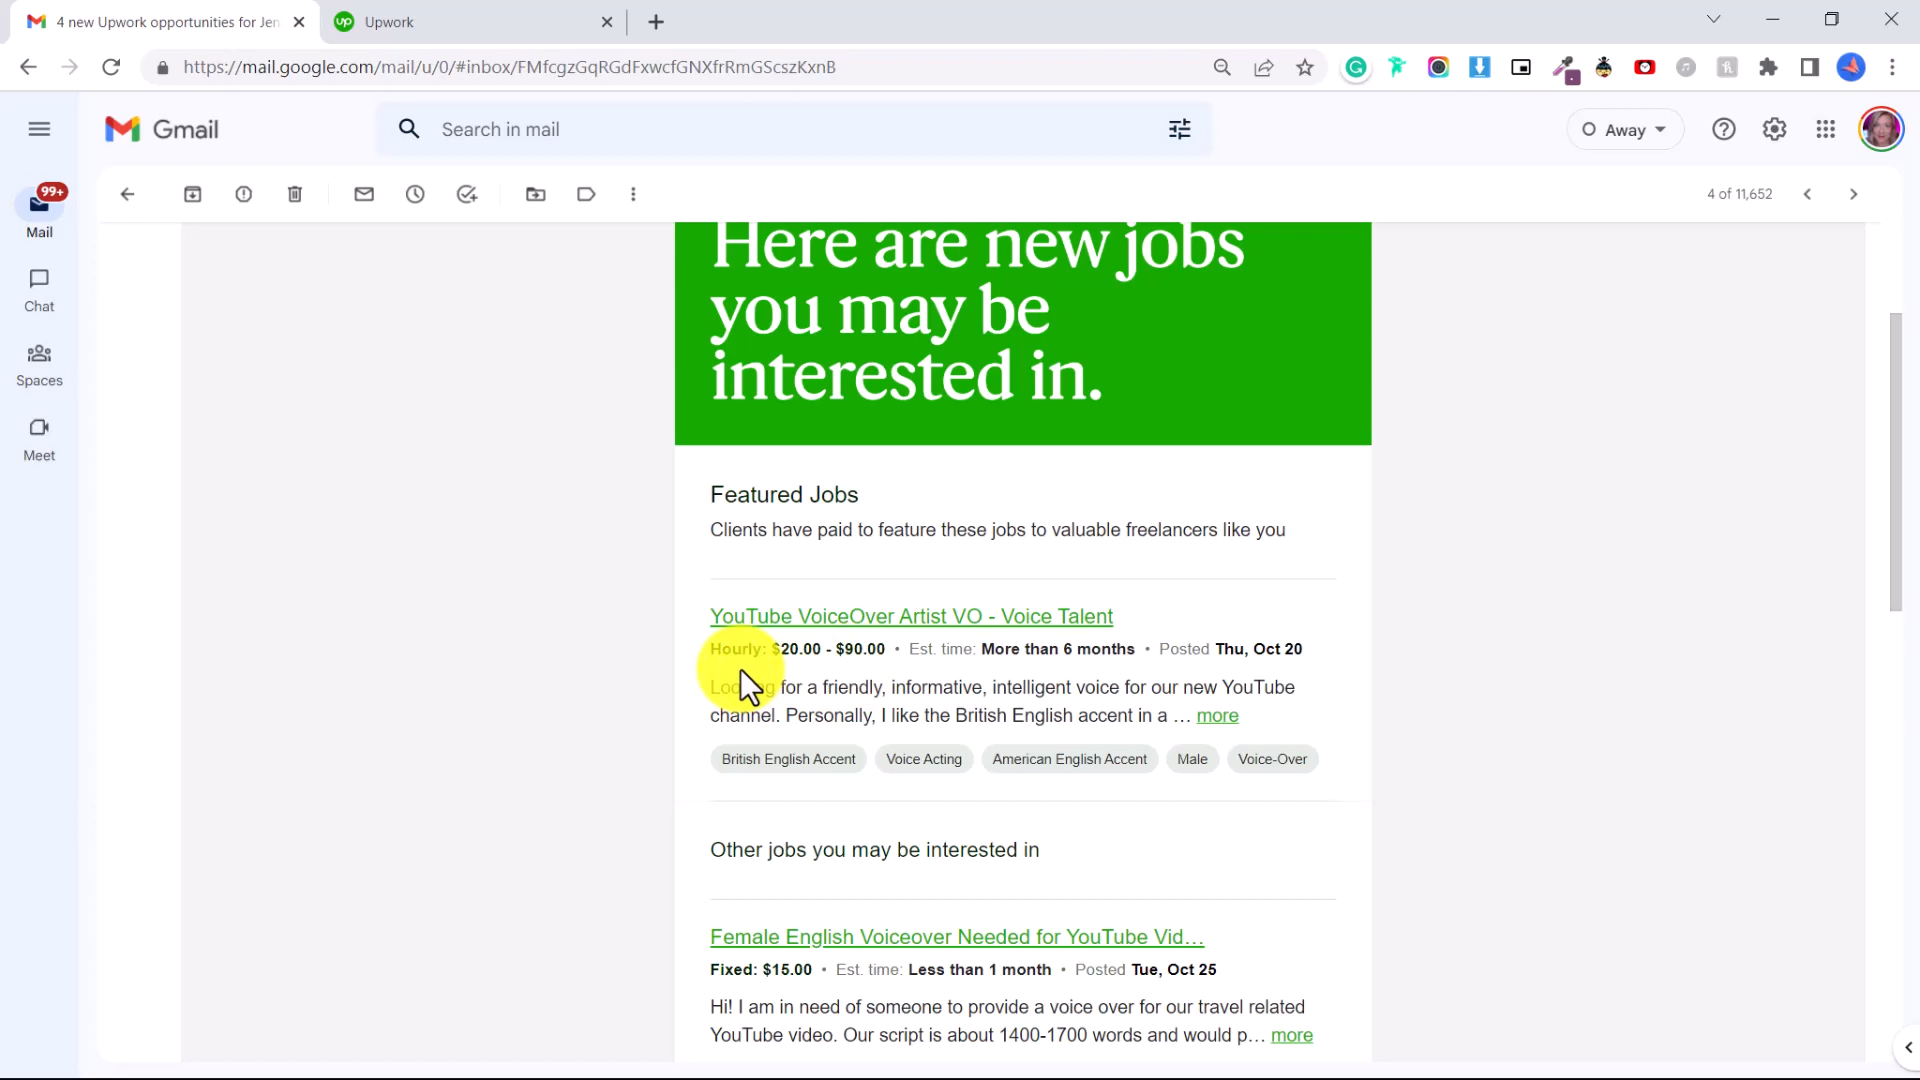 4 new Upwork opportunities for Jen
up
Upwork
https://mail.google.com/mail/u/0/#inbox/FMfcgzGqRGdFxwcfGNXfrRmGScszKxnB
Gmail
Search in mail
Away
99+
Mail
Chat
Spaces
Meet
4 of 11,652
Here are new jobs
you may be
interested in.
Featured Jobs
Clients have paid to feature these jobs to valuable freelancers like you
YouTube VoiceOver Artist VO - Voice Talent
Hourly: $20.00 - $90.00 • Est. time: More than 6 months • Posted Thu, Oct 20
Looking for a friendly, informative, intelligent voice for our new YouTube
channel. Personally, I like the British English accent in a … more
British English Accent Voice Acting American English Accent Male Voice-Over
Other jobs you may be interested in
Female English Voiceover Needed for YouTube Vid…
Fixed: $15.00 • Est. time: Less than 1 month • Posted Tue, Oct 25
Hi! I am in need of someone to provide a voice over for our travel related
YouTube video. Our script is about 1400-1700 words and would p… more